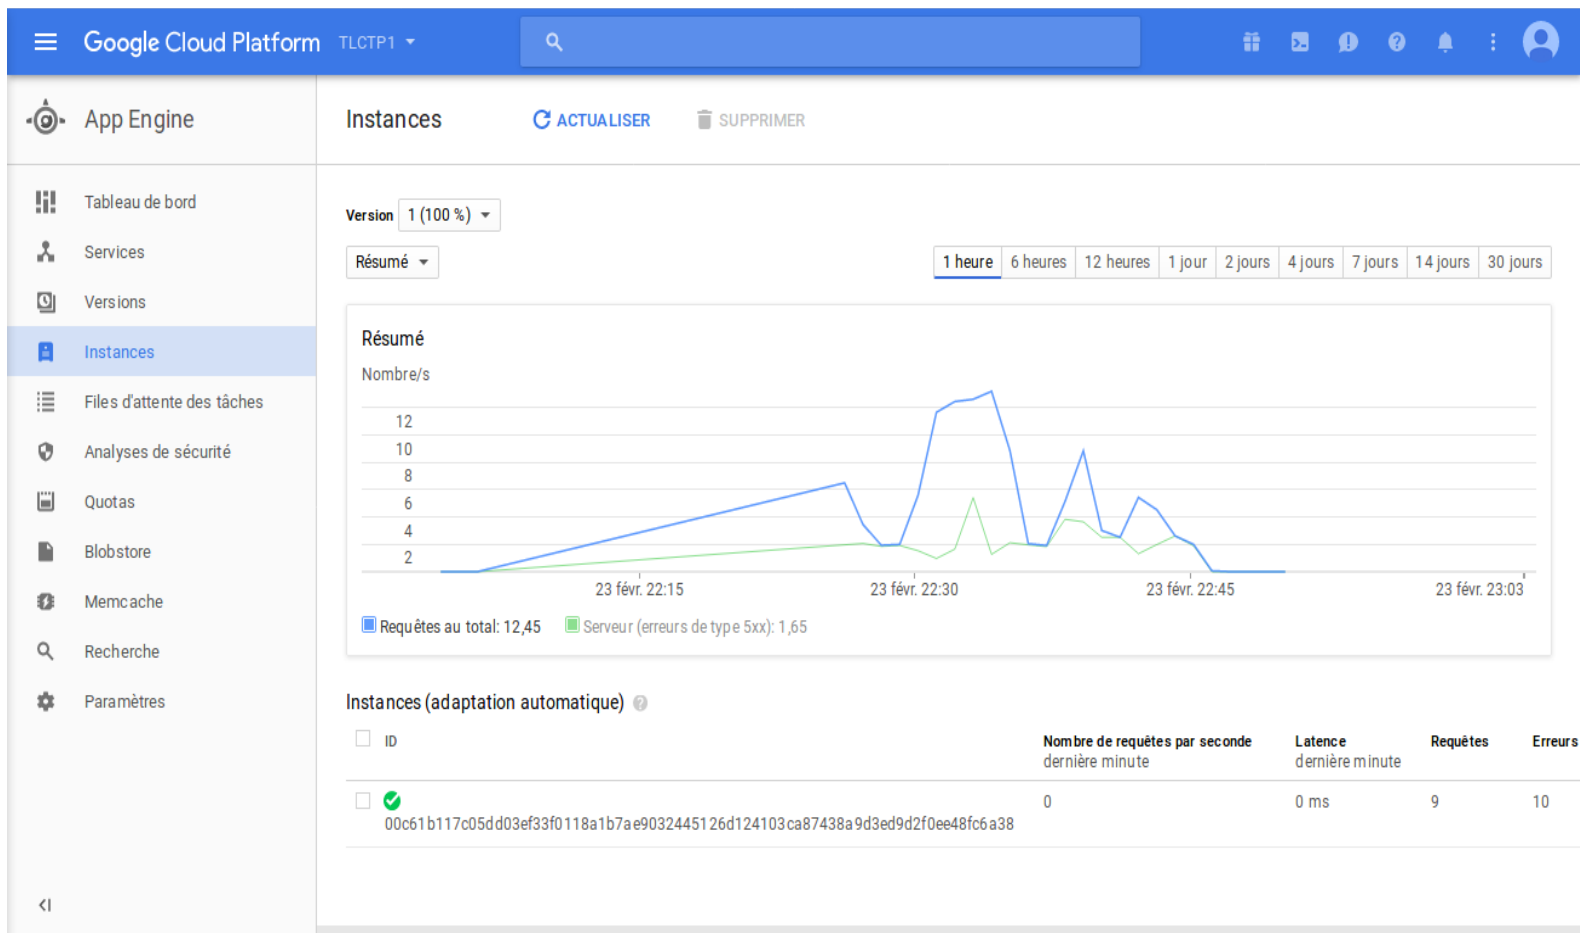 Google Cloud Platform TLCTP1
App Engine
Instances ACTUALISER SUPPRIMER
Tableau de bord
Services
Versions
Instances
Files d'attente des tâches
Analyses de sécurité
Quotas
Blobstore
Memcache
Recherche
Paramètres
Version 1 (100 %)
Résumé
1 heure 6 heures 12 heures 1 jour 2 jours 4 jours 7 jours 14 jours 30 jours
Résumé
Nombre/s
12
10
8
6
4
2
23 févr. 22:15 23 févr. 22:30 23 févr. 22:45 23 févr. 23:03
Requêtes au total: 12,45 Serveur (erreurs de type 5xx): 1,65
Instances (adaptation automatique)
ID Nombre de requêtes par seconde Latence Requêtes Erreurs
dernière minute dernière minute
0 0 ms 9 10
00c61b117c05dd03ef33f0118a1b7ae9032445126d124103ca87438a9d3ed9d2f0ee48fc6a38